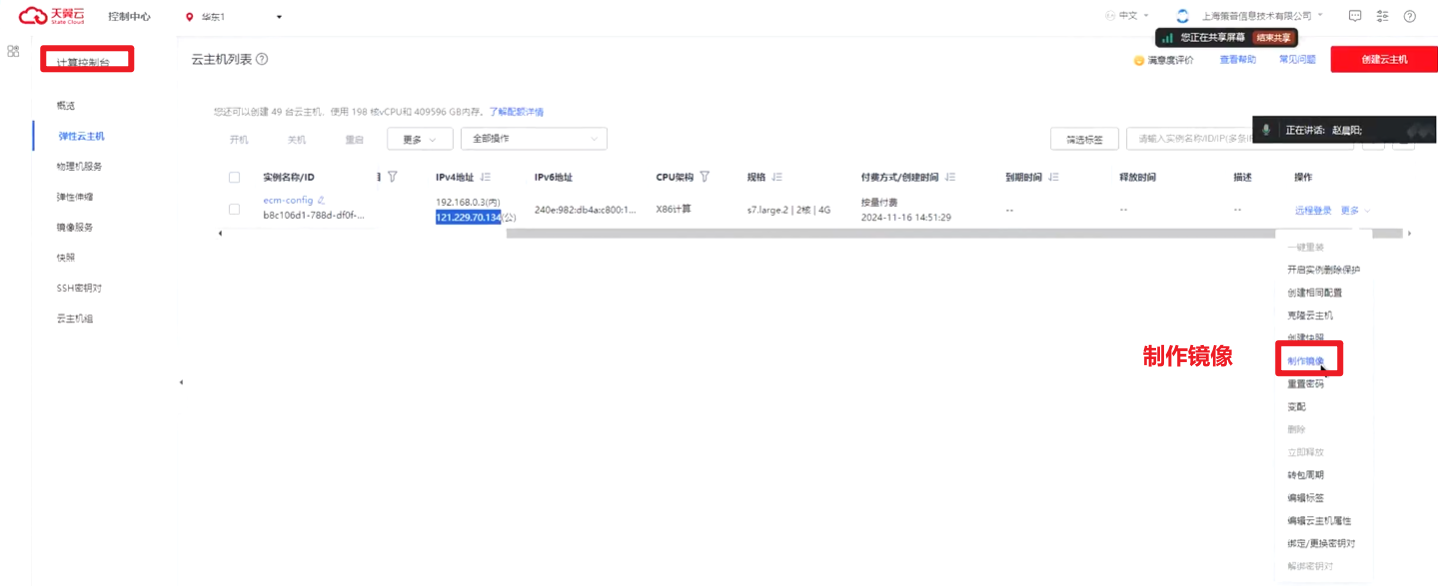 天翼云
State Cloud
控制中心
华东1
中文
上海策普信息技术有限公司
您正在共享屏幕 结束共享
计算控制台
云主机列表
满意度评价 查看帮助 常见问题 创建云主机
概览
弹性云主机
物理机服务
弹性伸缩
镜像服务
快照
SSH密钥对
云主机组
您还可以创建 49 台云主机，使用 198 核vCPU和 409596 GB内存。了解配额详情
开机 关机 重启 更多 全部操作 筛选标签 请输入实例名称/ID/IP(多条I
正在讲话: 赵晨阳;
实例名称/ID IPv4地址 IPv6地址 CPU架构 规格 付费方式/创建时间 到期时间 释放时间 描述 操作
ecm-config
b8c106d1-788d-df0f-...
192.168.0.3(内)
121.229.70.134(公)
240e:982:db4a:c800:1...
X86计算
s7.large.2 | 2核 | 4G
按量付费
2024-11-16 14:51:29
--
--
--
远程登录 更多
一键重装
开启实例删除保护
创建相同配置
克隆云主机
创建快照
制作镜像
制作镜像
重置密码
变配
删除
立即释放
转包周期
编辑标签
编辑云主机属性
绑定/更换密钥对
解绑密钥对